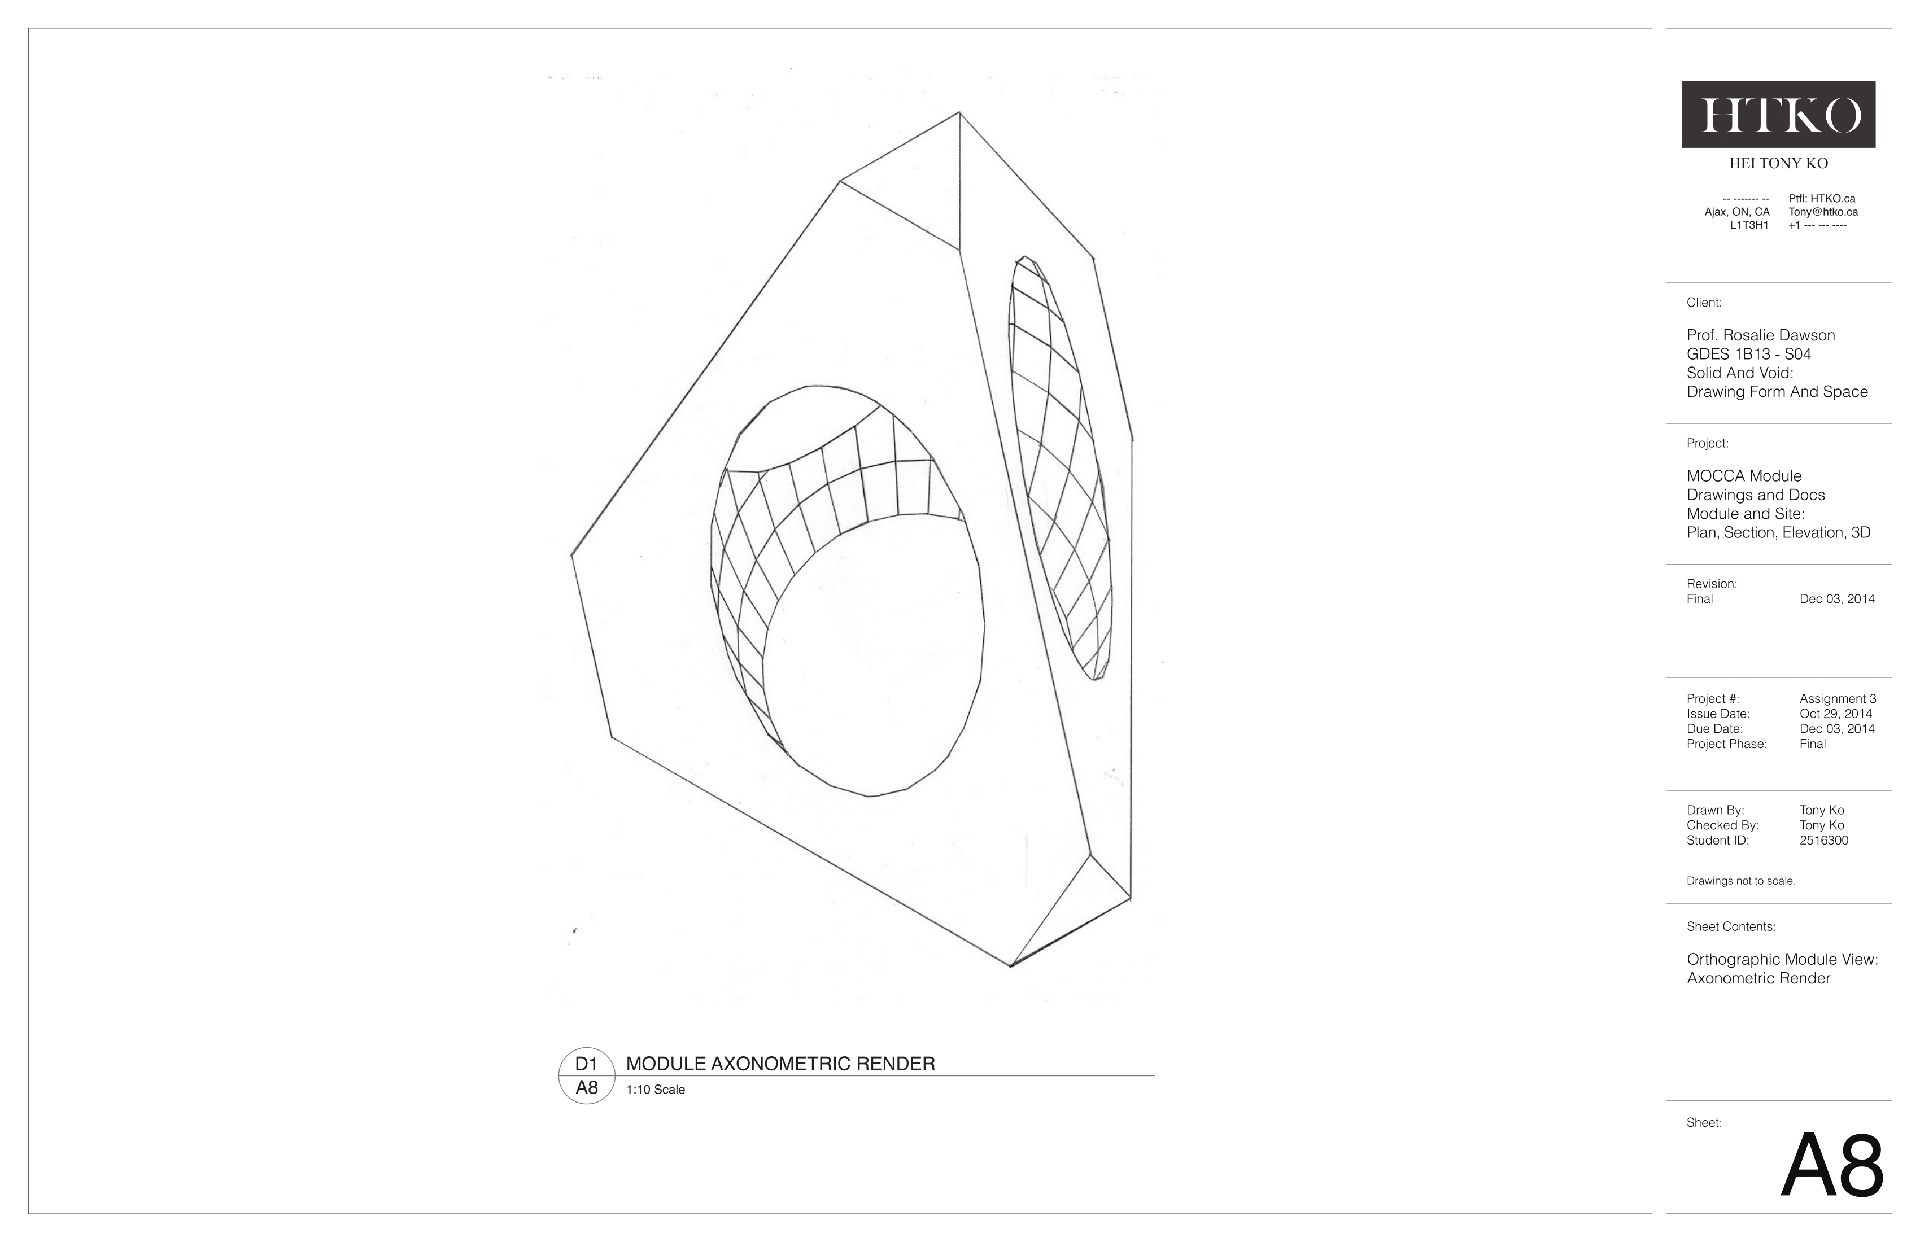 HTKO
HEI TONY KO
-- ------- -- Ptfl: HTKO.ca
Ajax, ON, CA Tony@htko.ca
L1T3H1 +1 --- --- ----
Client:
Prof. Rosalie Dawson
GDES 1B13 - S04
Solid And Void:
Drawing Form And Space
Project:
MOCCA Module
Drawings and Docs
Module and Site:
Plan, Section, Elevation, 3D
Revision:
Final Dec 03, 2014
Project #: Assignment 3
Issue Date: Oct 29, 2014
Due Date: Dec 03, 2014
Project Phase: Final
Drawn By: Tony Ko
Checked By: Tony Ko
Student ID: 2516300
Drawings not to scale.
Sheet Contents:
Orthographic Module View:
Axonometric Render
D1 MODULE AXONOMETRIC RENDER
A8 1:10 Scale
Sheet:
A8